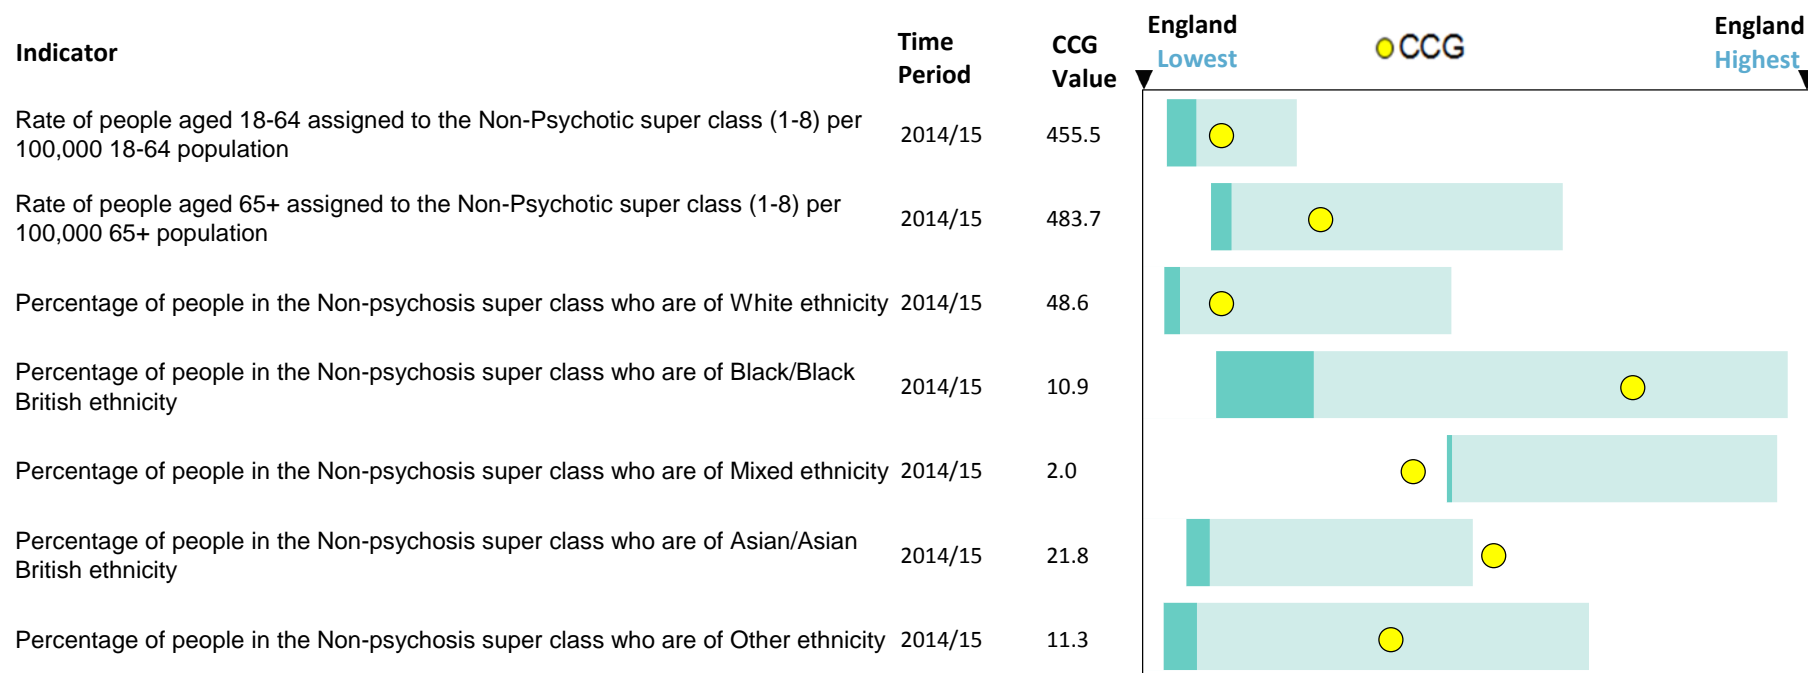 Indicator
Time
Period
CCG
Value
England
Lowest
CCG
England
Highest
Rate of people aged 18-64 assigned to the Non-Psychotic super class (1-8) per
100,000 18-64 population
2014/15
455.5
Rate of people aged 65+ assigned to the Non-Psychotic super class (1-8) per
100,000 65+ population
2014/15
483.7
Percentage of people in the Non-psychosis super class who are of White ethnicity
2014/15
48.6
Percentage of people in the Non-psychosis super class who are of Black/Black
British ethnicity
2014/15
10.9
Percentage of people in the Non-psychosis super class who are of Mixed ethnicity
2014/15
2.0
Percentage of people in the Non-psychosis super class who are of Asian/Asian
British ethnicity
2014/15
21.8
Percentage of people in the Non-psychosis super class who are of Other ethnicity
2014/15
11.3